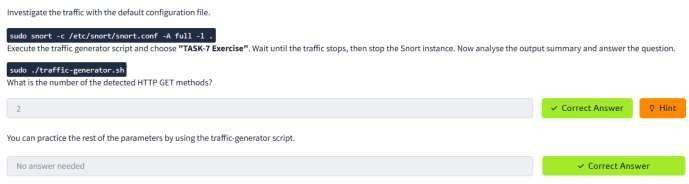 Investigate the traffic with the default configuration file.
sudo snort -c /etc/snort/snort.conf -A full -l .
Execute the traffic generator script and choose "TASK-7 Exercise". Wait until the traffic stops, then stop the Snort instance. Now analyse the output summary and answer the question.
sudo ./traffic-generator.sh
What is the number of the detected HTTP GET methods?
2
Correct Answer
Hint
You can practice the rest of the parameters by using the traffic-generator script.
No answer needed
Correct Answer